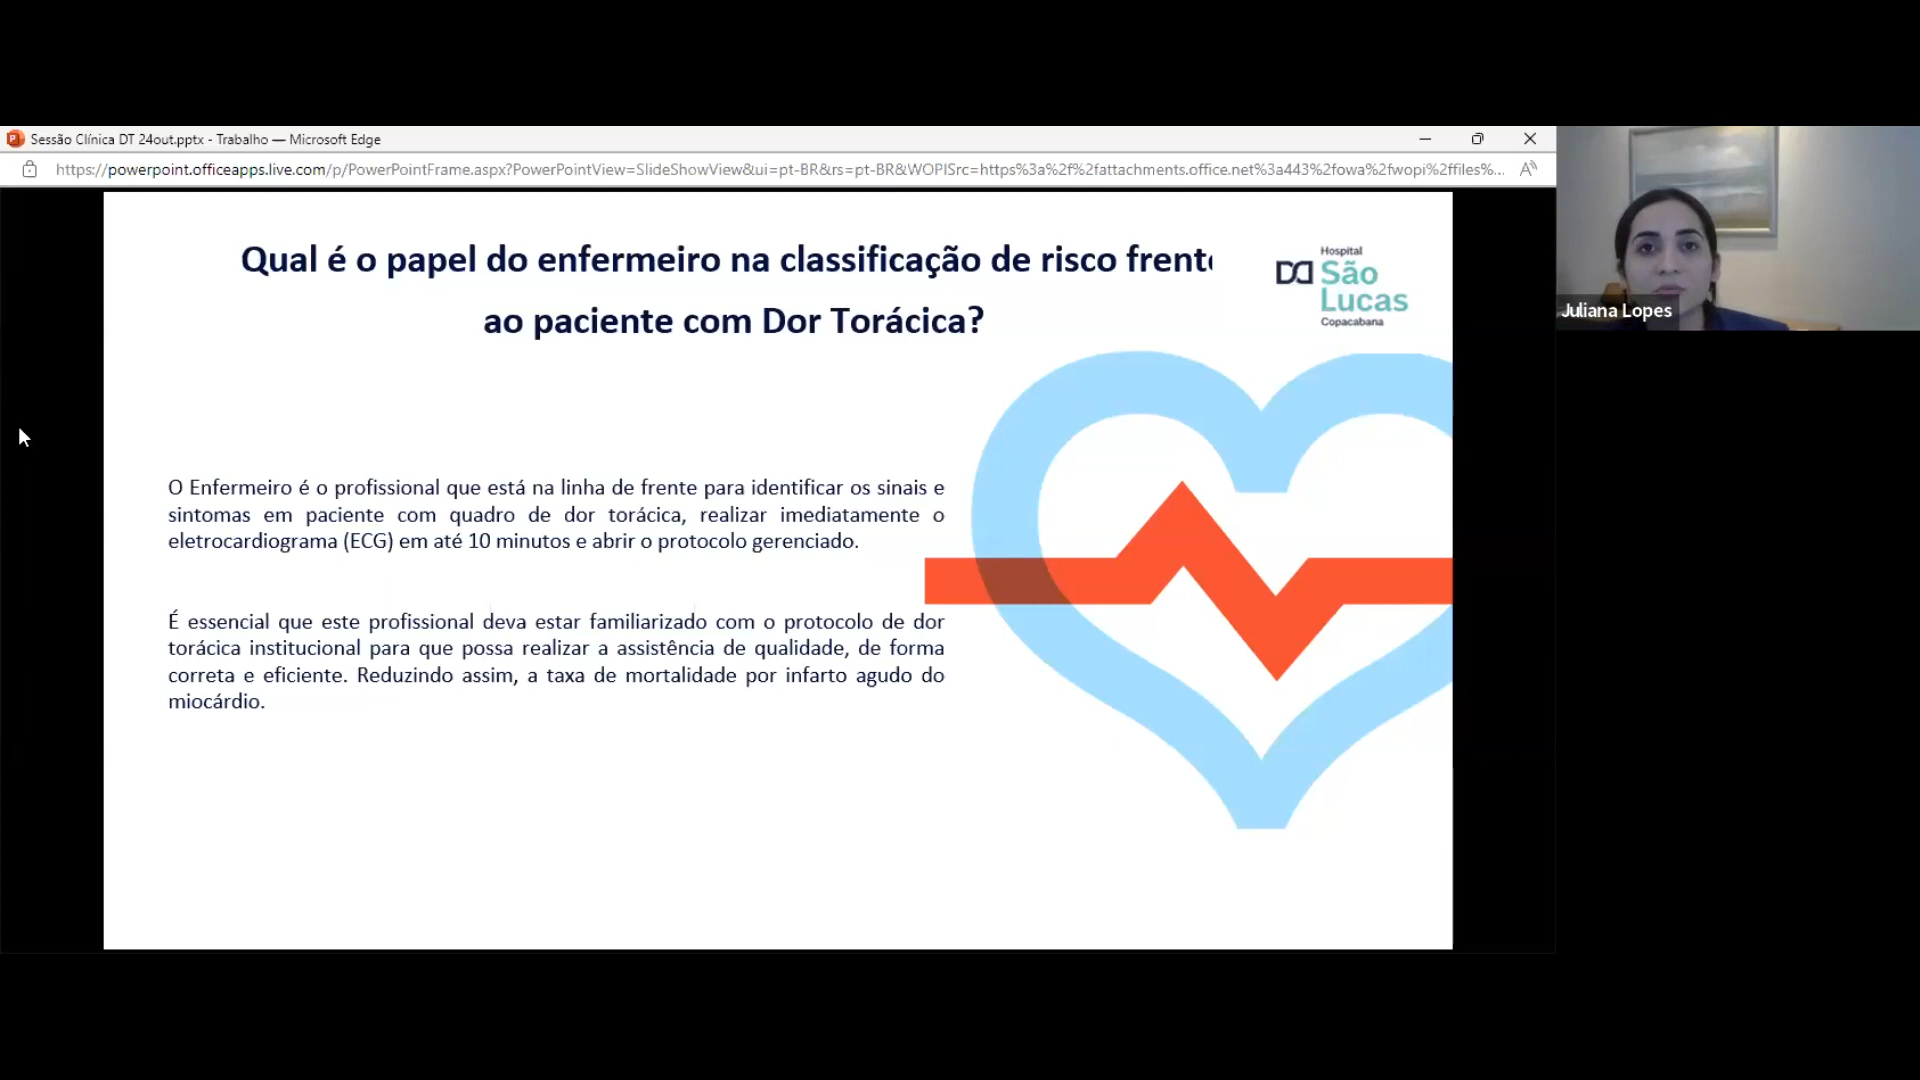 Sessão Clínica DT 24out.pptx - Trabalho — Microsoft Edge
https://powerpoint.officeapps.live.com/p/PowerPointFrame.aspx?PowerPointView=SlideShowView&ui=pt-BR&rs=pt-BR&WOPISrc=https%3a%2f%2fattachments.office.net%3a443%2fowa%2fwopi%2ffiles%...
Qual é o papel do enfermeiro na classificação de risco frente
ao paciente com Dor Torácica?
Hospital
São
Lucas
Copacabana
Juliana Lopes
O Enfermeiro é o profissional que está na linha de frente para identificar os sinais e
sintomas em paciente com quadro de dor torácica, realizar imediatamente o
eletrocardiograma (ECG) em até 10 minutos e abrir o protocolo gerenciado.
É essencial que este profissional deva estar familiarizado com o protocolo de dor
torácica institucional para que possa realizar a assistência de qualidade, de forma
correta e eficiente. Reduzindo assim, a taxa de mortalidade por infarto agudo do
miocárdio.